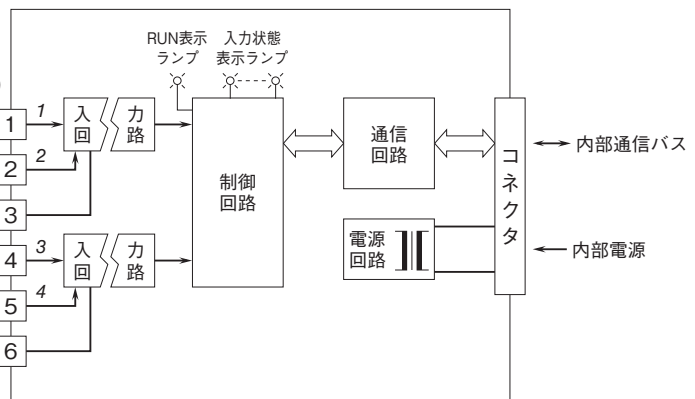 RUN表示
ランプ
入力状態
表示ランプ
1
1
入 力
回 路
2
2
3
制御
回路
通信
回路
コネクタ
内部通信バス
電源
回路
内部電源
4
3
入 力
回 路
5
4
6